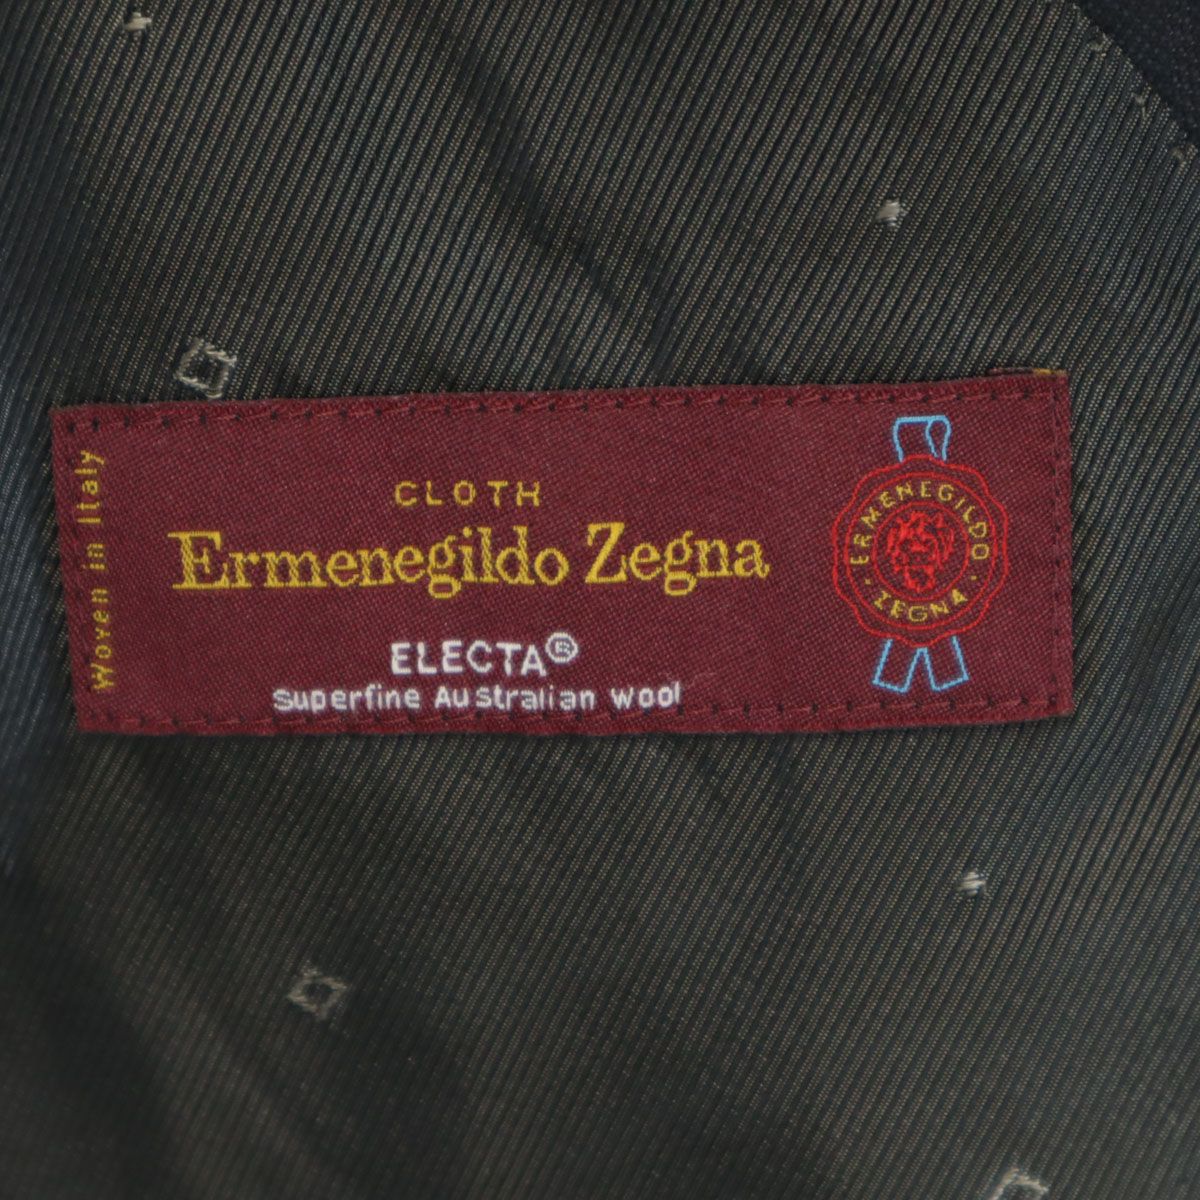 Woven in Italy
CLOTH
Ermenegildo Zegna
ELECTA®
Superfine Australian wool
ERMENEGILDO
ZEGNA